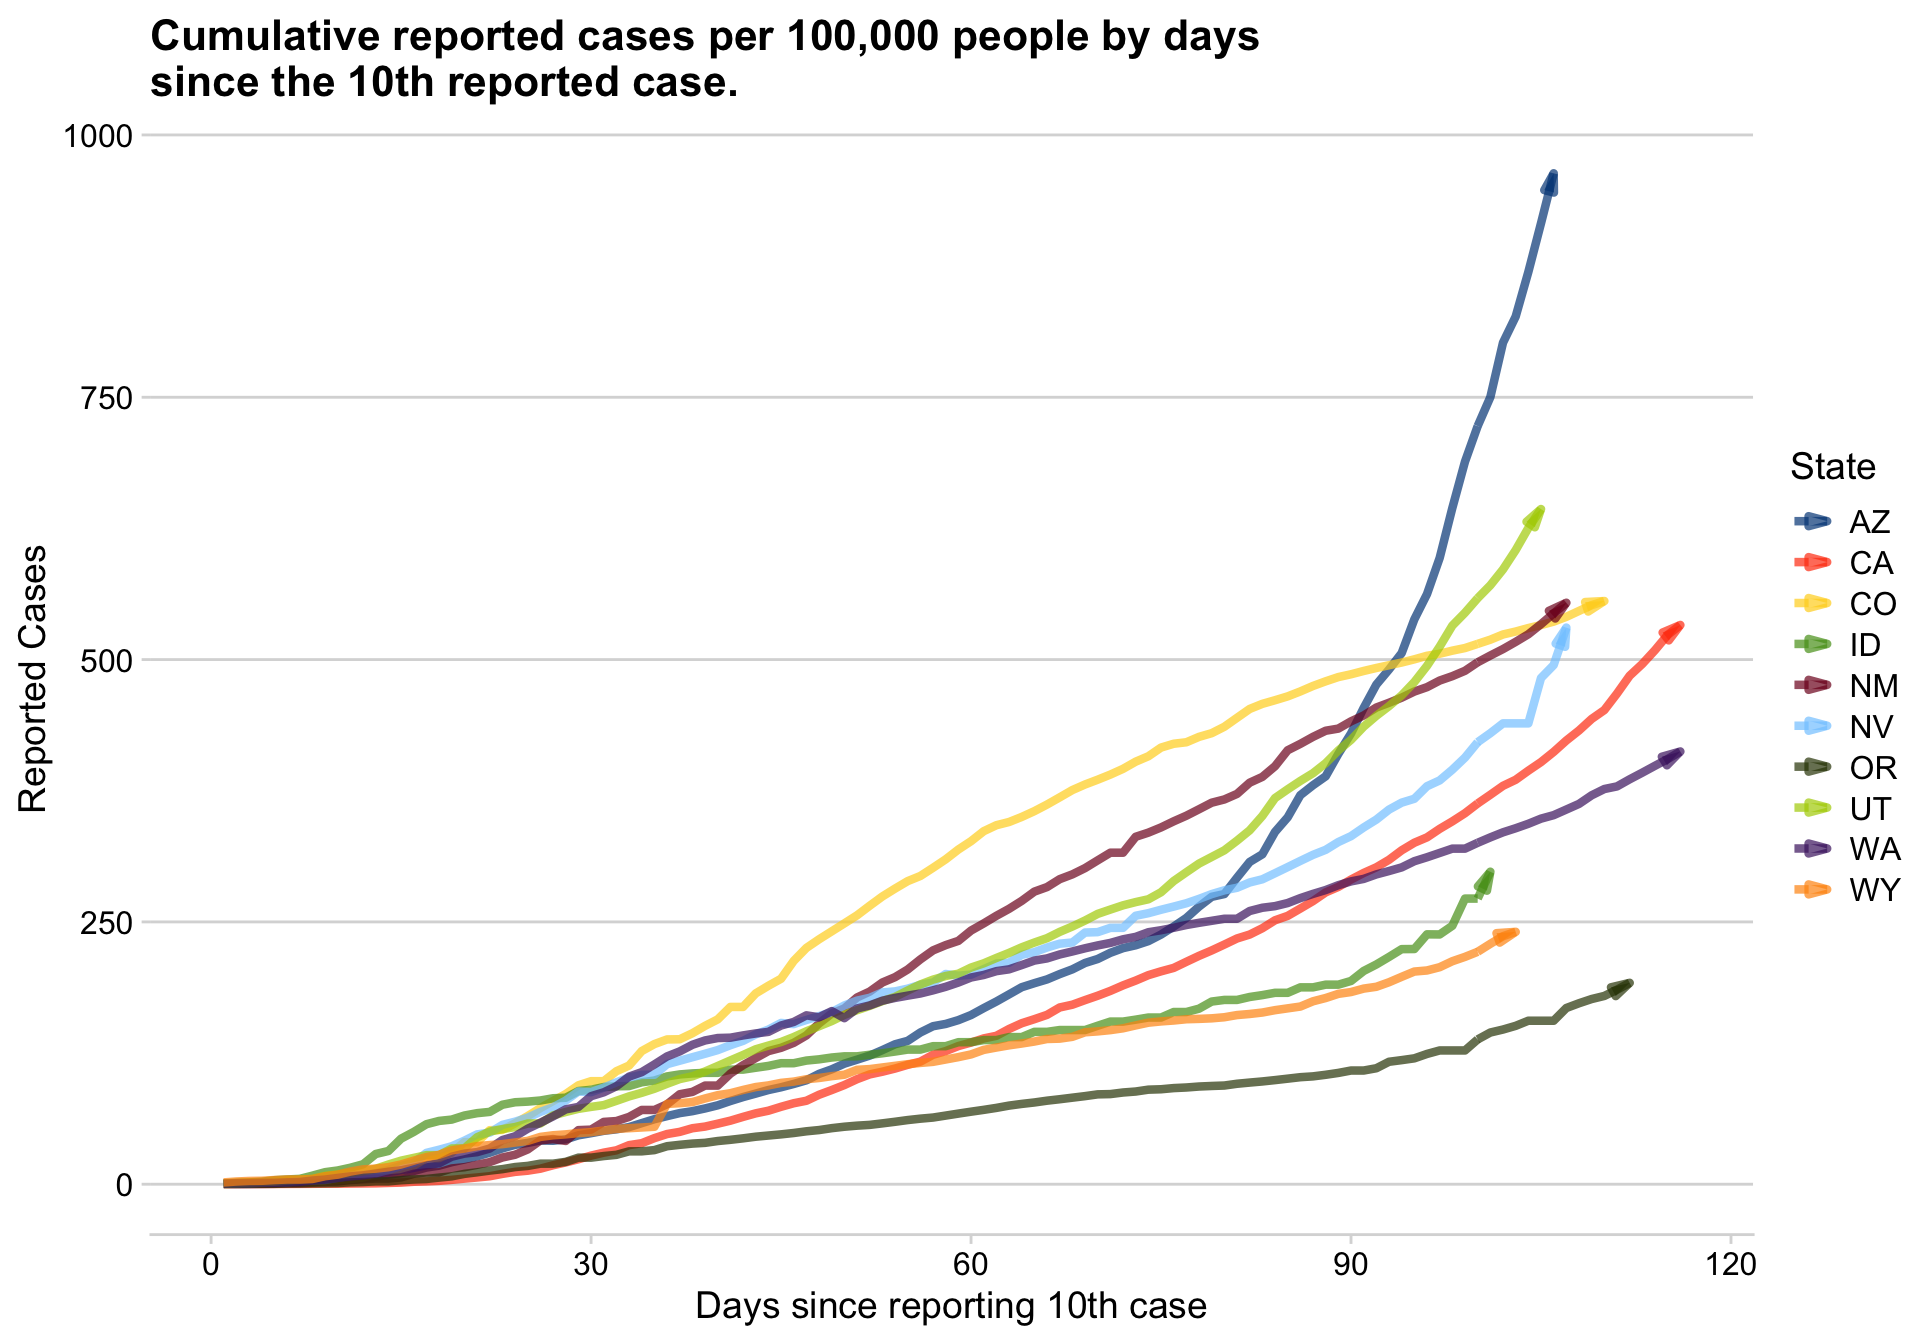 Cumulative reported cases per 100,000 people by days
since the 10th reported case.
1000
750
500
250
0
Reported Cases
0 30 60 90 120
Days since reporting 10th case
State
AZ
CA
CO
ID
NM
NV
OR
UT
WA
WY